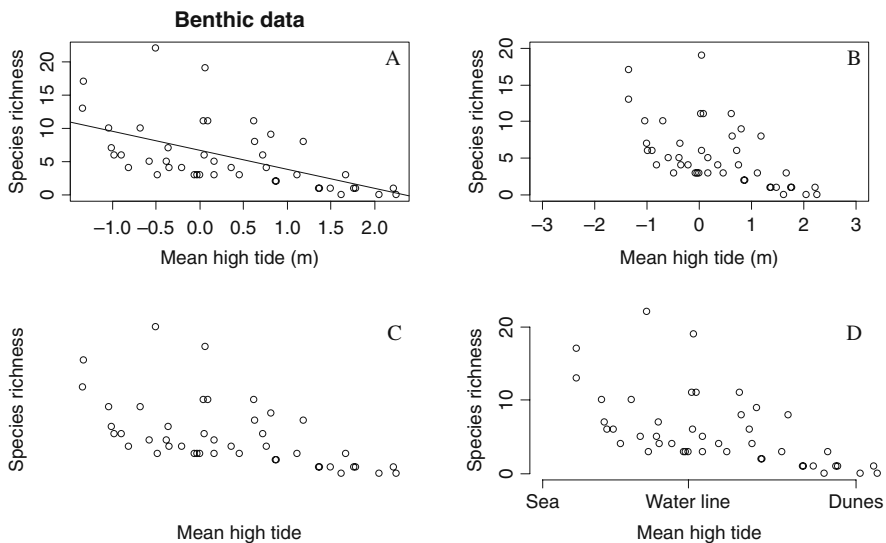 Benthic data
A
Species richness
0 5 10 15 20
−1.0 −0.5 0.0 0.5 1.0 1.5 2.0
Mean high tide (m)
B
Species richness
0 5 10 20
−3 −2 −1 0 1 2 3
Mean high tide (m)
C
Species richness
Mean high tide
D
Species richness
0 10 20
Sea Water line Dunes
Mean high tide